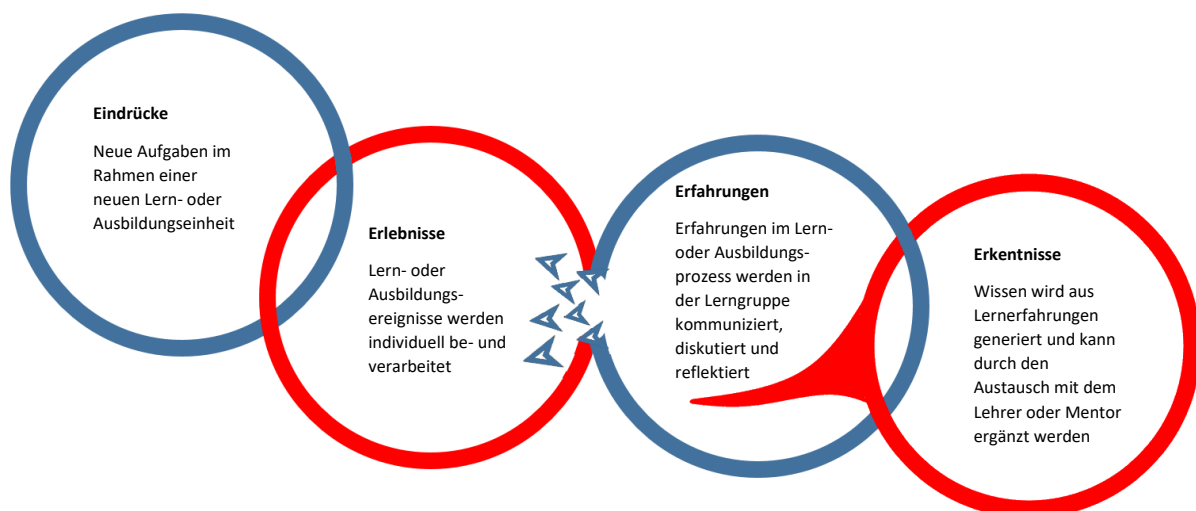 Eindrücke
Neue Aufgaben im
Rahmen einer
neuen Lern- oder
Ausbildungseinheit
Erlebnisse
Lern- oder
Ausbildungs-
ereignisse werden
individuell be- und
verarbeitet
Erfahrungen
Erfahrungen im Lern-
oder Ausbildungs-
prozess werden in
der Lerngruppe
kommuniziert,
diskutiert und
reflektiert
Erkentnisse
Wissen wird aus
Lernerfahrungen
generiert und kann
durch den
Austausch mit dem
Lehrer oder Mentor
ergänzt werden